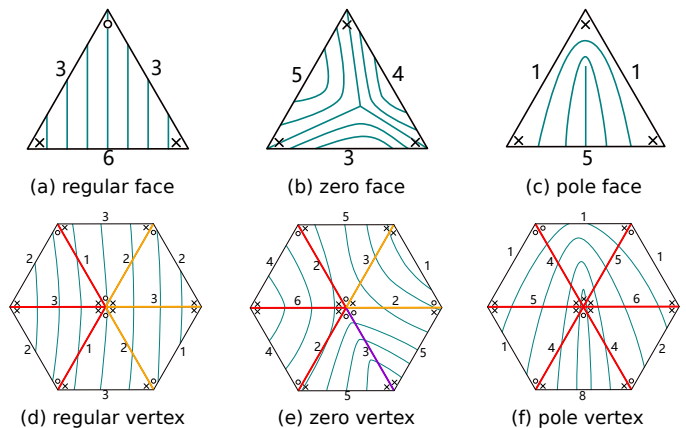 3 3
6
5 4
3
1 1
5
(a) regular face (b) zero face (c) pole face
3
2 1 2 2
3 3
2 1 2 1
3
5
2 3 1
6 2
4 2 3 5
5
1
1 4 5 1
5 6
1 4 4 2
8
(d) regular vertex (e) zero vertex (f) pole vertex